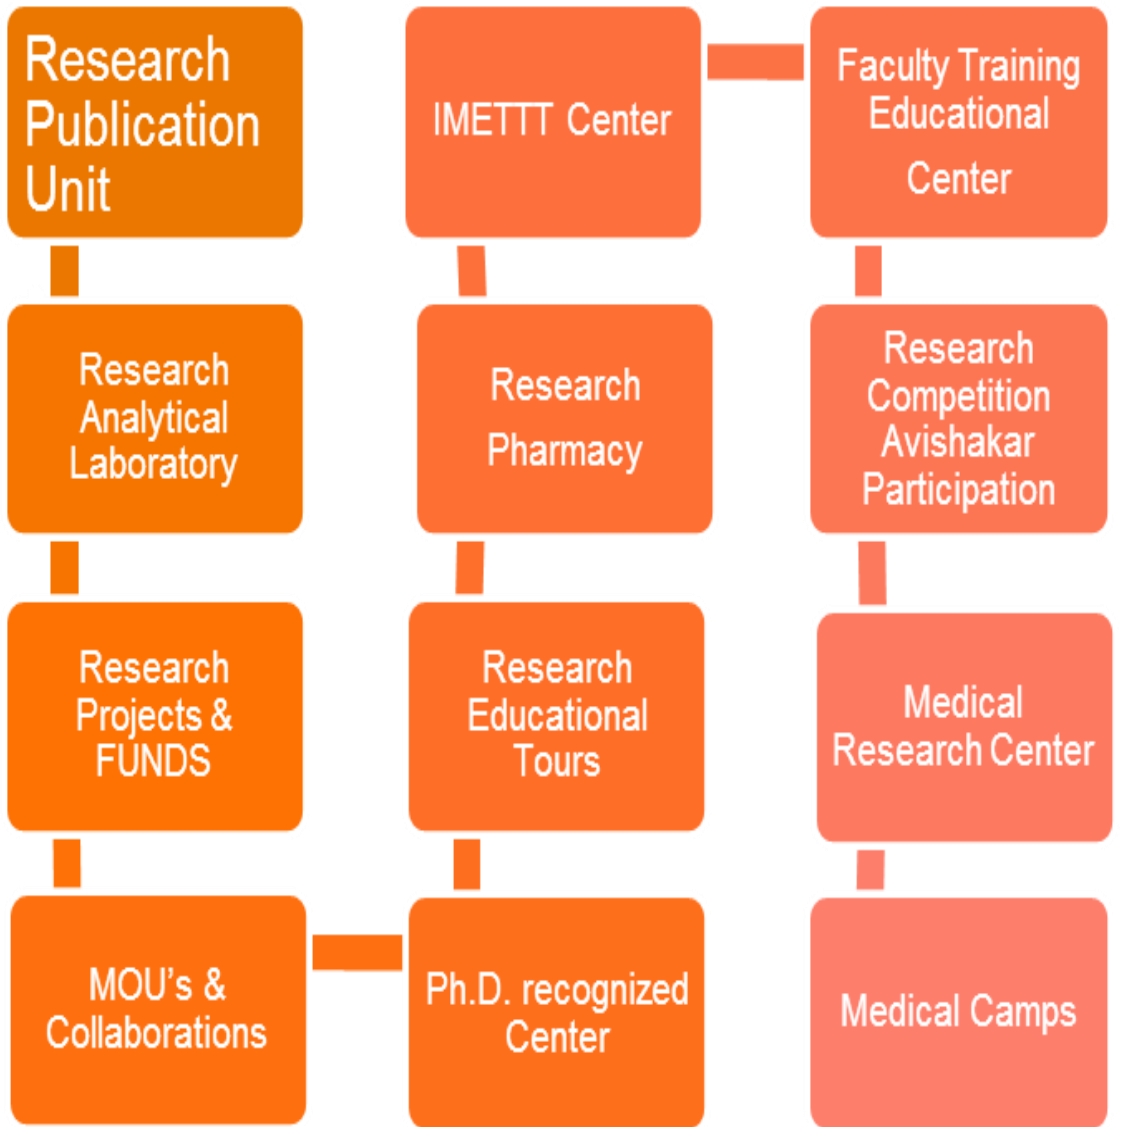 Research
Publication
Unit
Research
Analytical
Laboratory
Research
Projects &
FUNDS
MOU's &
Collaborations
Ph.D. recognized
Center
Research
Educational
Tours
Research
Pharmacy
IMETTT Center
Faculty Training
Educational
Center
Research
Competition
Avishakar
Participation
Medical
Research Center
Medical Camps